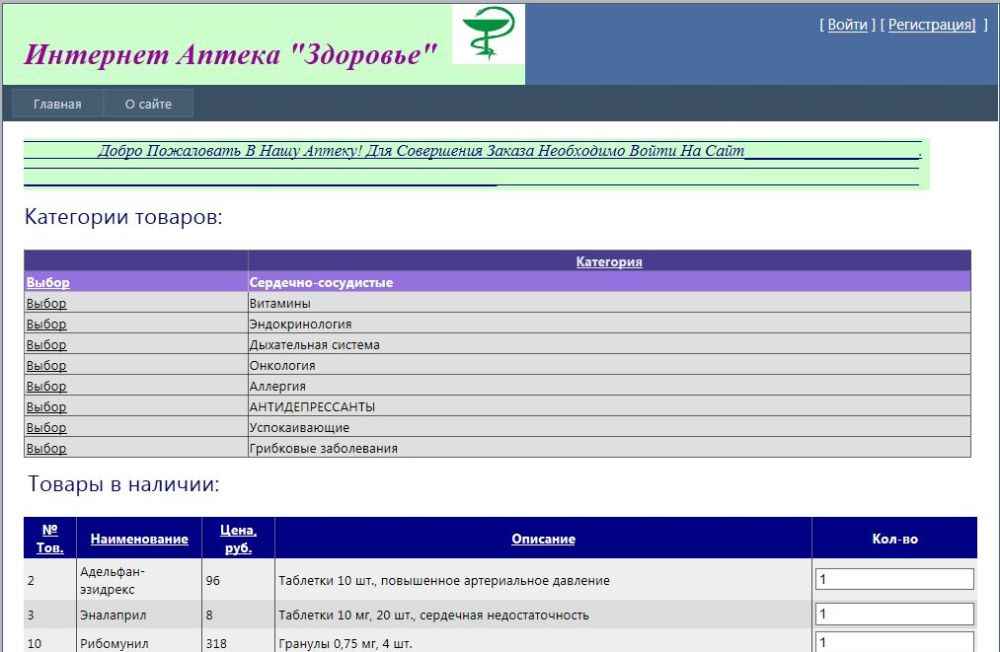 Интернет Аптека "Здоровье"
[ Войти ] [ Регистрация] ]
Главная О сайте
Добро Пожаловать В Нашу Аптеку! Для Совершения Заказа Необходимо Войти На Сайт____________________.
Категории товаров:
Категория
Выбор Сердечно-сосудистые
Выбор Витамины
Выбор Эндокринология
Выбор Дыхательная система
Выбор Онкология
Выбор Аллергия
Выбор АНТИДЕПРЕССАНТЫ
Выбор Успокаивающие
Выбор Грибковые заболевания
Товары в наличии:
№ Тов. Наименование Цена, руб. Описание Кол-во
2 Адельфан-эзидрекс 96 Таблетки 10 шт., повышенное артериальное давление 1
3 Эналаприл 8 Таблетки 10 мг, 20 шт., сердечная недостаточность 1
10 Рибомунил 318 Гранулы 0,75 мг, 4 шт. 1